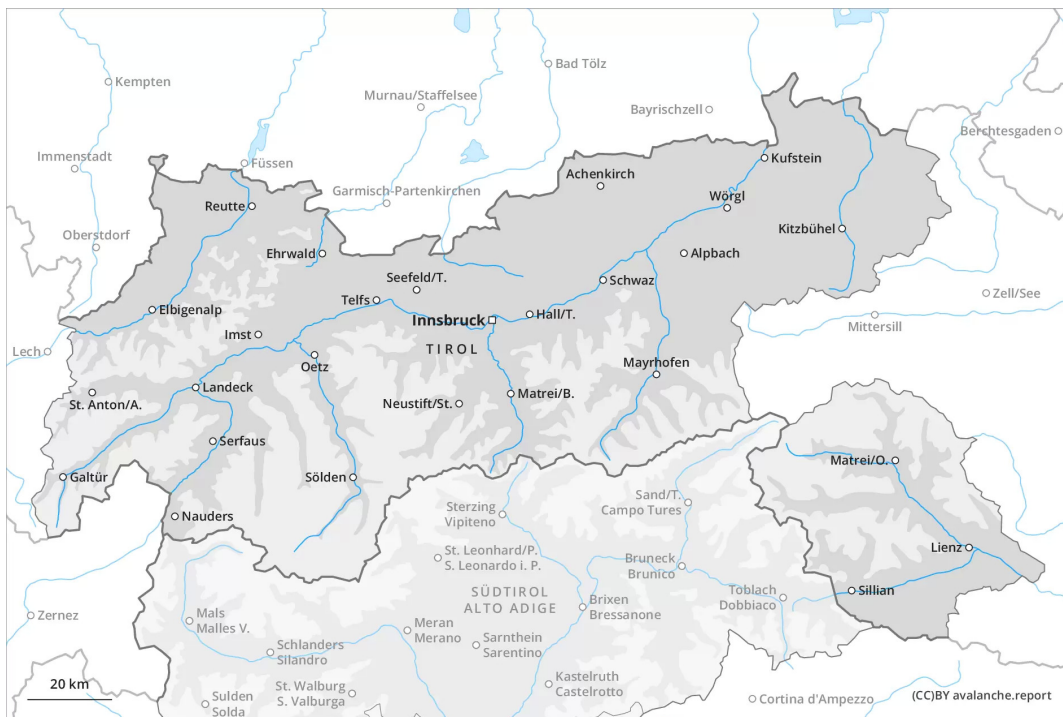 Kempten
Bad Tölz
Murnau/Staffelsee
Bayrischzell
Berchtesgaden
Immenstadt
Füssen
Kufstein
Achenkirch
Garmisch-Partenkirchen
Wörgl
Reutte
Oberstdorf
Kitzbühel
Ehrwald
Alpbach
Seefeld/T.
Schwaz
Zell/See
Telfs
Elbigenalp
Hall/T.
Innsbruck
Mittersill
Imst
TIROL
Lech
Oetz
Mayrhofen
Landeck
St. Anton/A.
Matrei/B.
Neustift/St.
Serfaus
Matrei/O.
Galtür
Sölden
Sand/T.
Campo Tures
Sterzing
Vipiteno
Nauders
Lienz
St. Leonhard/P.
S. Leonardo i. P.
Bruneck
Brunico
SÜDTIROL
ALTO ADIGE
Toblach
Dobbiaco
Sillian
Brixen
Bressanone
Zernez
Mals
Malles V.
Meran
Merano
Sarnthein
Sarentino
Schlanders
Silandro
20 km
Kastelruth
Castelrotto
St. Walburg
S. Valburga
Sulden
Solda
Cortina d'Ampezzo
(CC)BY avalanche.report